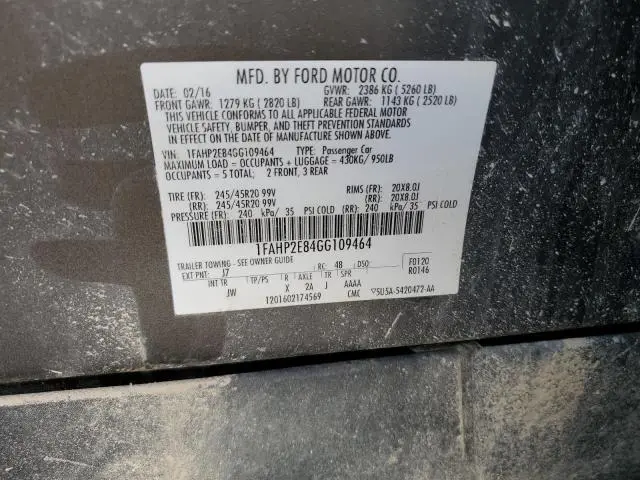 MFD. BY FORD MOTOR CO.
DATE: 02/16 GVWR: 2386 KG ( 5260 LB)
FRONT GAWR: 1279 KG ( 2820 LB) REAR GAWR: 1143 KG ( 2520 LB)
THIS VEHICLE CONFORMS TO ALL APPLICABLE FEDERAL MOTOR
VEHICLE SAFETY, BUMPER, AND THEFT PREVENTION STANDARDS
IN EFFECT ON THE DATE OF MANUFACTURE SHOWN ABOVE.
VIN: 1FAHP2E84GG109464 TYPE: Passenger Car
MAXIMUM LOAD = OCCUPANTS + LUGGAGE = 430KG/ 950LB
OCCUPANTS = 5 TOTAL; 2 FRONT, 3 REAR
TIRE (FR): 245/45R20 99V RIMS (FR): 20X8.0J
(RR): 245/45R20 99V (RR): 20X8.0J
PRESSURE (FR): 240 kPa/ 35 PSI COLD (RR): 240 kPa/ 35 PSI COLD
1FAHP2E84GG109464
TRAILER TOWING - SEE OWNER GUIDE F0120
EXT PNT: J7 RC: 48 DSO: R0146
INT TR TP/PS R AXLE TR SPR
JW X 2A J AAAA
1201602174569 CMC ▽5U5A-5420472-AA